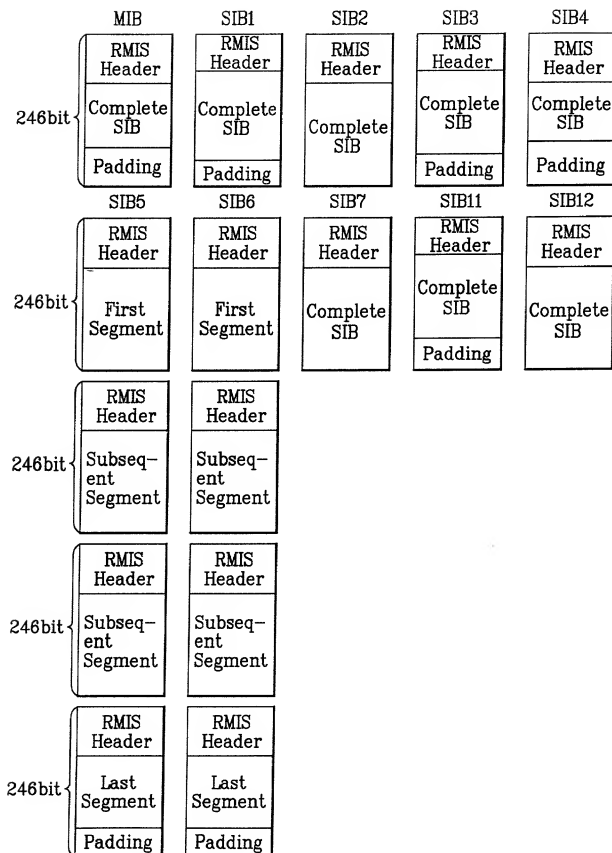 MIB SIB1 SIB2 SIB3 SIB4
246bit
RMIS Header
Complete SIB
Padding
RMIS Header
Complete SIB
Padding
RMIS Header
Complete SIB
RMIS Header
Complete SIB
Padding
RMIS Header
Complete SIB
Padding
SIB5 SIB6 SIB7 SIB11 SIB12
246bit
RMIS Header
First Segment
RMIS Header
First Segment
RMIS Header
Complete SIB
RMIS Header
Complete SIB
Padding
RMIS Header
Complete SIB
246bit
RMIS Header
Subseq-
ent
Segment
RMIS Header
Subseq-
ent
Segment
246bit
RMIS Header
Subseq-
ent
Segment
RMIS Header
Subseq-
ent
Segment
246bit
RMIS Header
Last Segment
Padding
RMIS Header
Last Segment
Padding